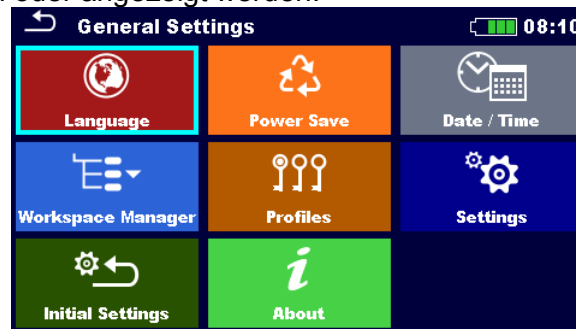 oder angezeigt werden.
General Settings 08:10
Language Power Save Date / Time
Workspace Manager Profiles Settings
Initial Settings About